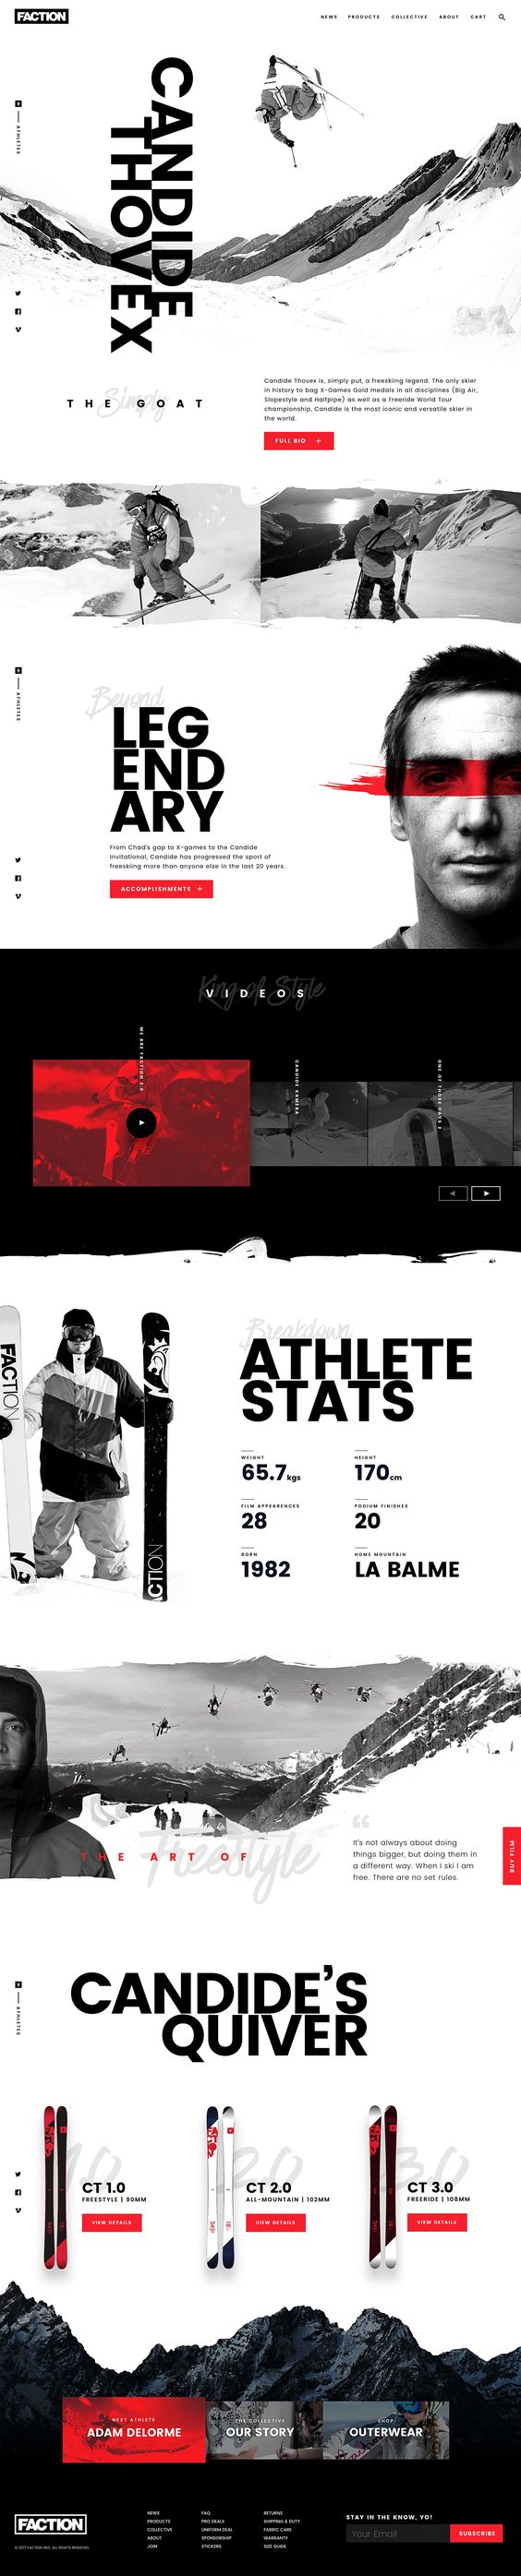 FACTION
NEWS PRODUCTS COLLECTIVE ABOUT CART
ATHLETES
CANDIDE
THOVEX
Simply
THE GOAT
Candide Thovex is, simply put, a freeskiing legend. The only skier
in history to bag X-Games Gold medals in all disciplines (Big Air,
Slopestyle and Halfpipe) as well as a Freeride World Tour
championship, Candide is the most iconic and versatile skier in
the world.
FULL BIO +
ATHLETES
Beyond
LEG
END
ARY
From Chad's gap to X-games to the Candide
Invitational, Candide has progressed the sport of
freeskiing more than anyone else in the last 20 years.
ACCOMPLISHMENTS +
King of Style
VIDEOS
WE ARE FACTION 2.0
CANDIDE KAMERA
ONE OF THOSE DAYS 2
FACTION
Breakdown
ATHLETE
STATS
WEIGHT
65.7kgs
HEIGHT
170cm
FILM APPEARENCES
28
PODIUM FINISHES
20
BORN
1982
HOME MOUNTAIN
LA BALME
Freestyle
THE ART OF
“
It's not always about doing
things bigger, but doing them in
a different way. When I ski I am
free. There are no set rules.
BUY FILM
ATHLETES
CANDIDE'S
QUIVER
1.0
CT 1.0
FREESTYLE | 90MM
VIEW DETAILS
2.0
CT 2.0
ALL-MOUNTAIN | 102MM
VIEW DETAILS
3.0
CT 3.0
FREERIDE | 108MM
VIEW DETAILS
NEXT ATHLETE
ADAM DELORME
THE COLLECTIVE
OUR STORY
SHOP
OUTERWEAR
FACTION
© 2017 FACTION SKIS. ALL RIGHTS RESERVED.
NEWS
PRODUCTS
COLLECTIVE
ABOUT
JOIN
FAQ
PRO DEALS
UNIFORM DEAL
SPONSORSHIP
STICKERS
RETURNS
SHIPPING & DUTY
FABRIC CARE
WARRANTY
SIZE GUIDE
STAY IN THE KNOW, YO!
Your Email
SUBSCRIBE